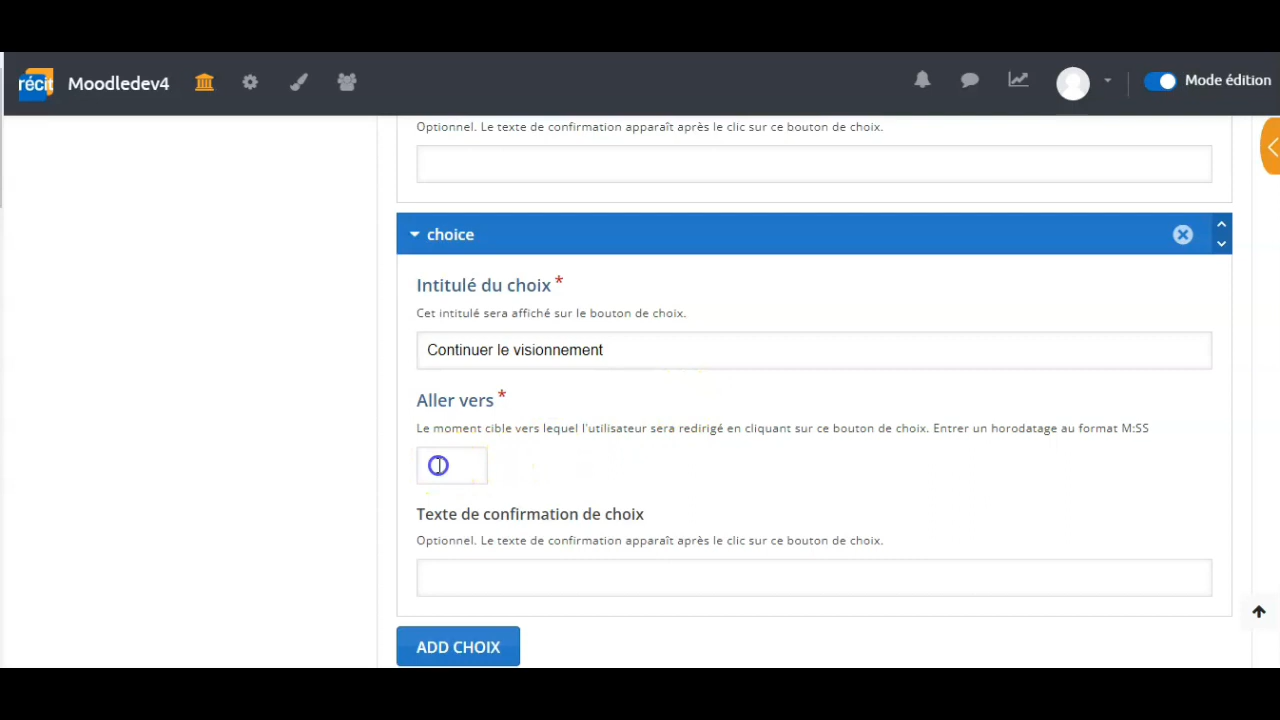 récit Moodledev4 Mode édition
Optionnel. Le texte de confirmation apparaît après le clic sur ce bouton de choix.
choice
Intitulé du choix *
Cet intitulé sera affiché sur le bouton de choix.
Continuer le visionnement
Aller vers *
Le moment cible vers lequel l'utilisateur sera redirigé en cliquant sur ce bouton de choix. Entrer un horodatage au format M:SS
Texte de confirmation de choix
Optionnel. Le texte de confirmation apparaît après le clic sur ce bouton de choix.
ADD CHOIX